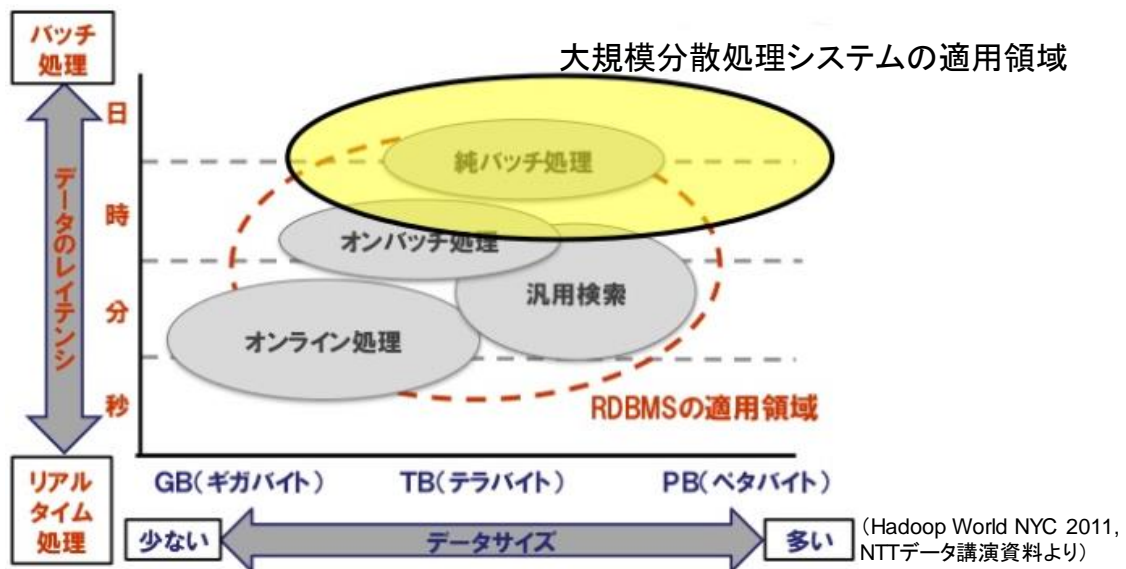 バッチ
処理
大規模分散処理システムの適用領域
日
時
分
秒
データのレイテンシ
純バッチ処理
オンバッチ処理
汎用検索
オンライン処理
RDBMSの適用領域
リアル
タイム
処理
GB(ギガバイト)
TB(テラバイト)
PB(ペタバイト)
少ない
データサイズ
多い
(Hadoop World NYC 2011,
NTTデータ講演資料より)